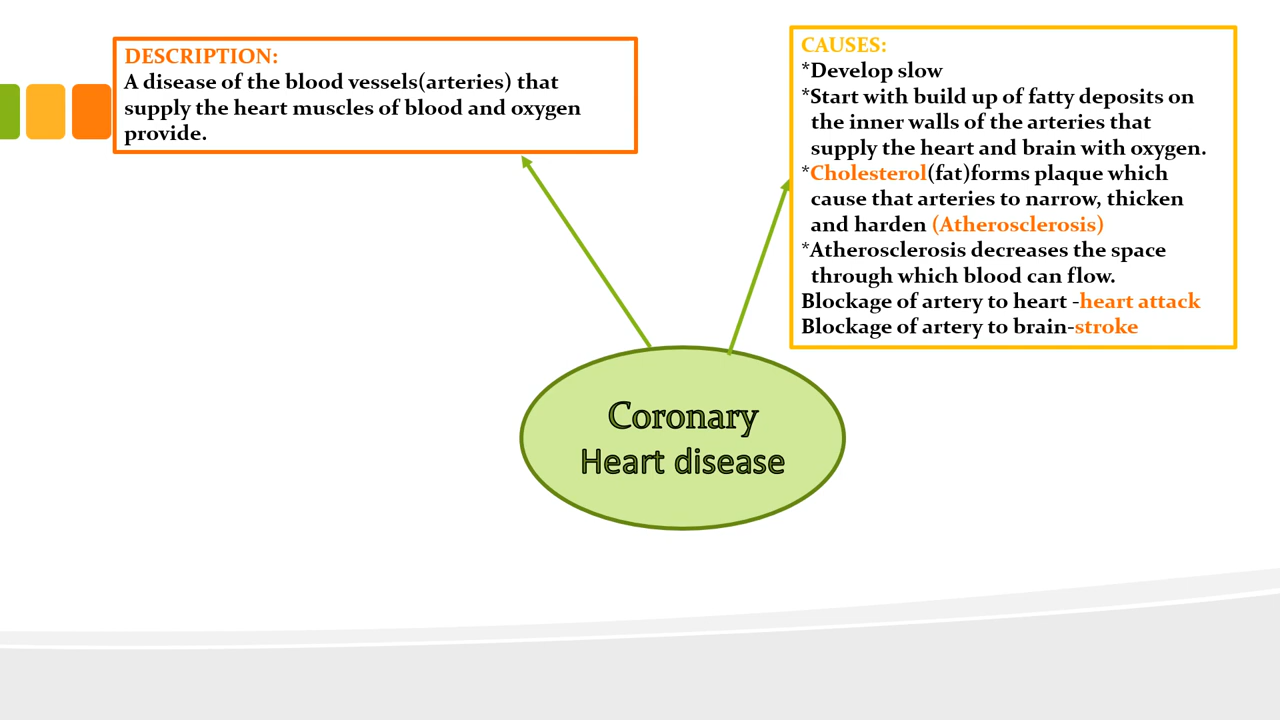 DESCRIPTION:
A disease of the blood vessels(arteries) that
supply the heart muscles of blood and oxygen
provide.
CAUSES:
*Develop slow
*Start with build up of fatty deposits on
the inner walls of the arteries that
supply the heart and brain with oxygen.
*Cholesterol(fat)forms plaque which
cause that arteries to narrow, thicken
and harden (Atherosclerosis)
*Atherosclerosis decreases the space
through which blood can flow.
Blockage of artery to heart -heart attack
Blockage of artery to brain-stroke
Coronary
Heart disease